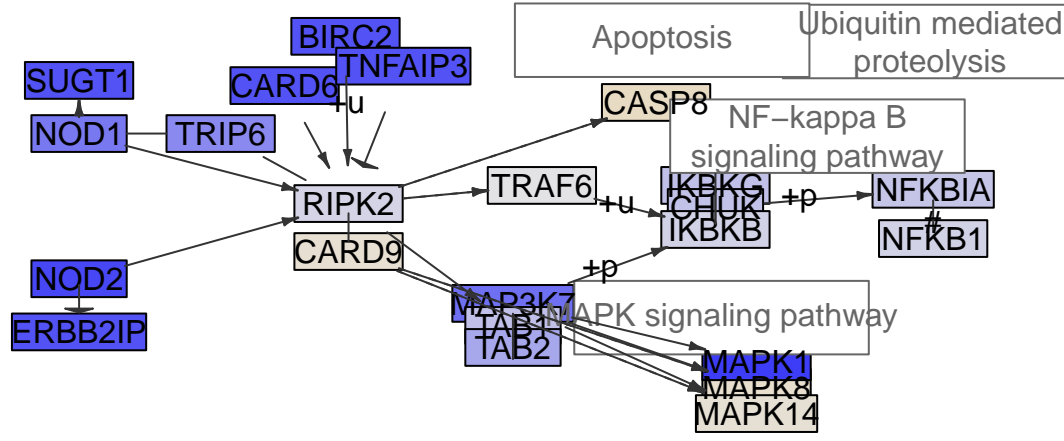 BIRC2
Apoptosis
Ubiquitin mediated
proteolysis
TNFAIP3
SUGT1
CARD6
+u
CASP8
NOD1
TRIP6
NF−kappa B
signaling pathway
RIPK2
TRAF6
+u
IKBKG
CHUK
IKBKB
+p
NFKBIA
#
NFKB1
CARD9
NOD2
+p
ERBB2IP
MAP3K7
TAB1
TAB2
MAPK signaling pathway
MAPK1
MAPK8
MAPK14